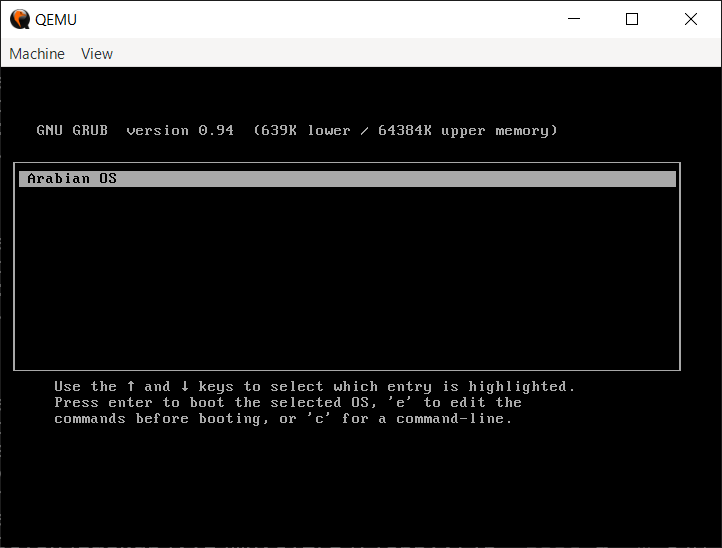 QEMU
Machine View
GNU GRUB version 0.94 (639K lower / 64384K upper memory)
Arabian OS
Use the ↑ and ↓ keys to select which entry is highlighted.
Press enter to boot the selected OS, 'e' to edit the
commands before booting, or 'c' for a command-line.